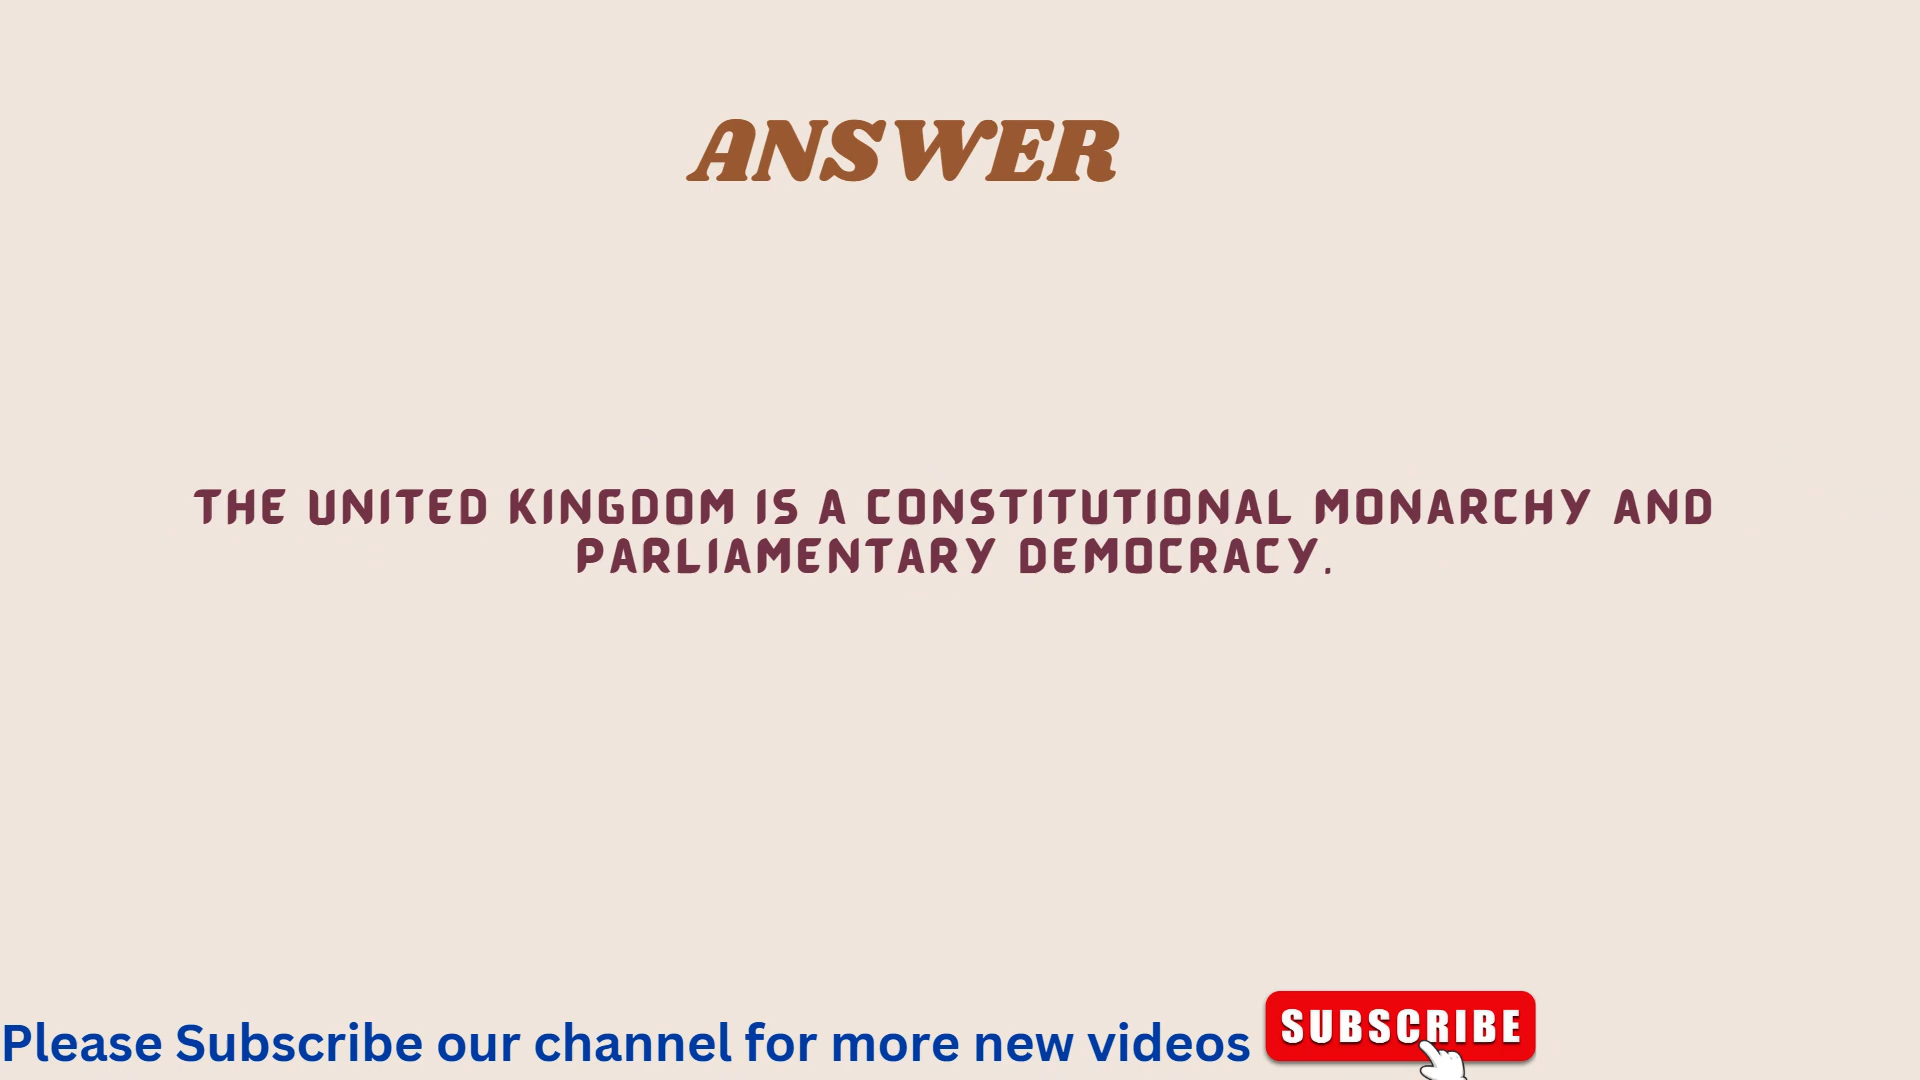 ANSWER
THE UNITED KINGDOM IS A CONSTITUTIONAL MONARCHY AND
PARLIAMENTARY DEMOCRACY.
Please Subscribe our channel for more new videos
SUBSCRIBE